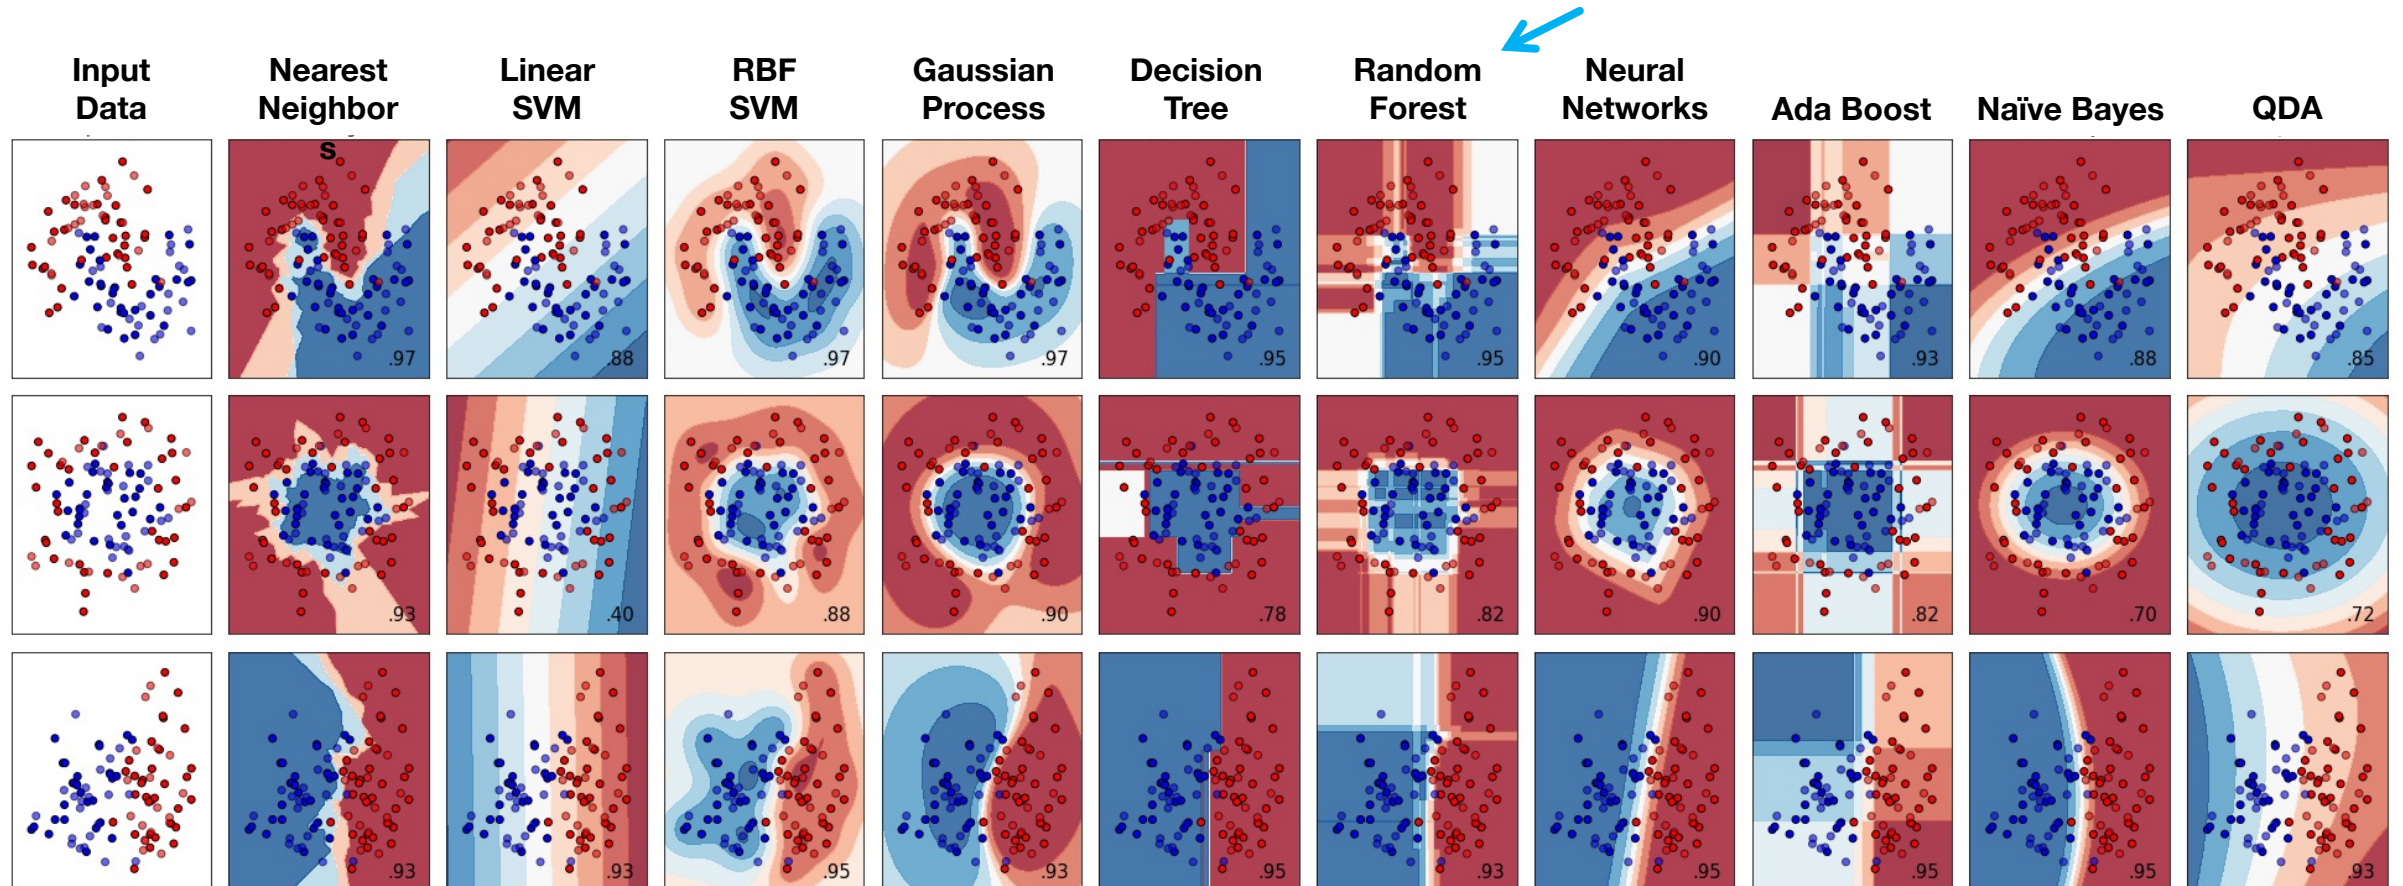 Input
Data
Nearest
Neighbor
s
Linear
SVM
RBF
SVM
Gaussian
Process
Decision
Tree
Random
Forest
Neural
Networks
Ada Boost
Naïve Bayes
QDA
.97
.88
.97
.97
.95
.95
.90
.93
.88
.85
.93
.40
.88
.90
.78
.82
.90
.82
.70
.72
.93
.93
.95
.93
.95
.93
.95
.95
.95
.93